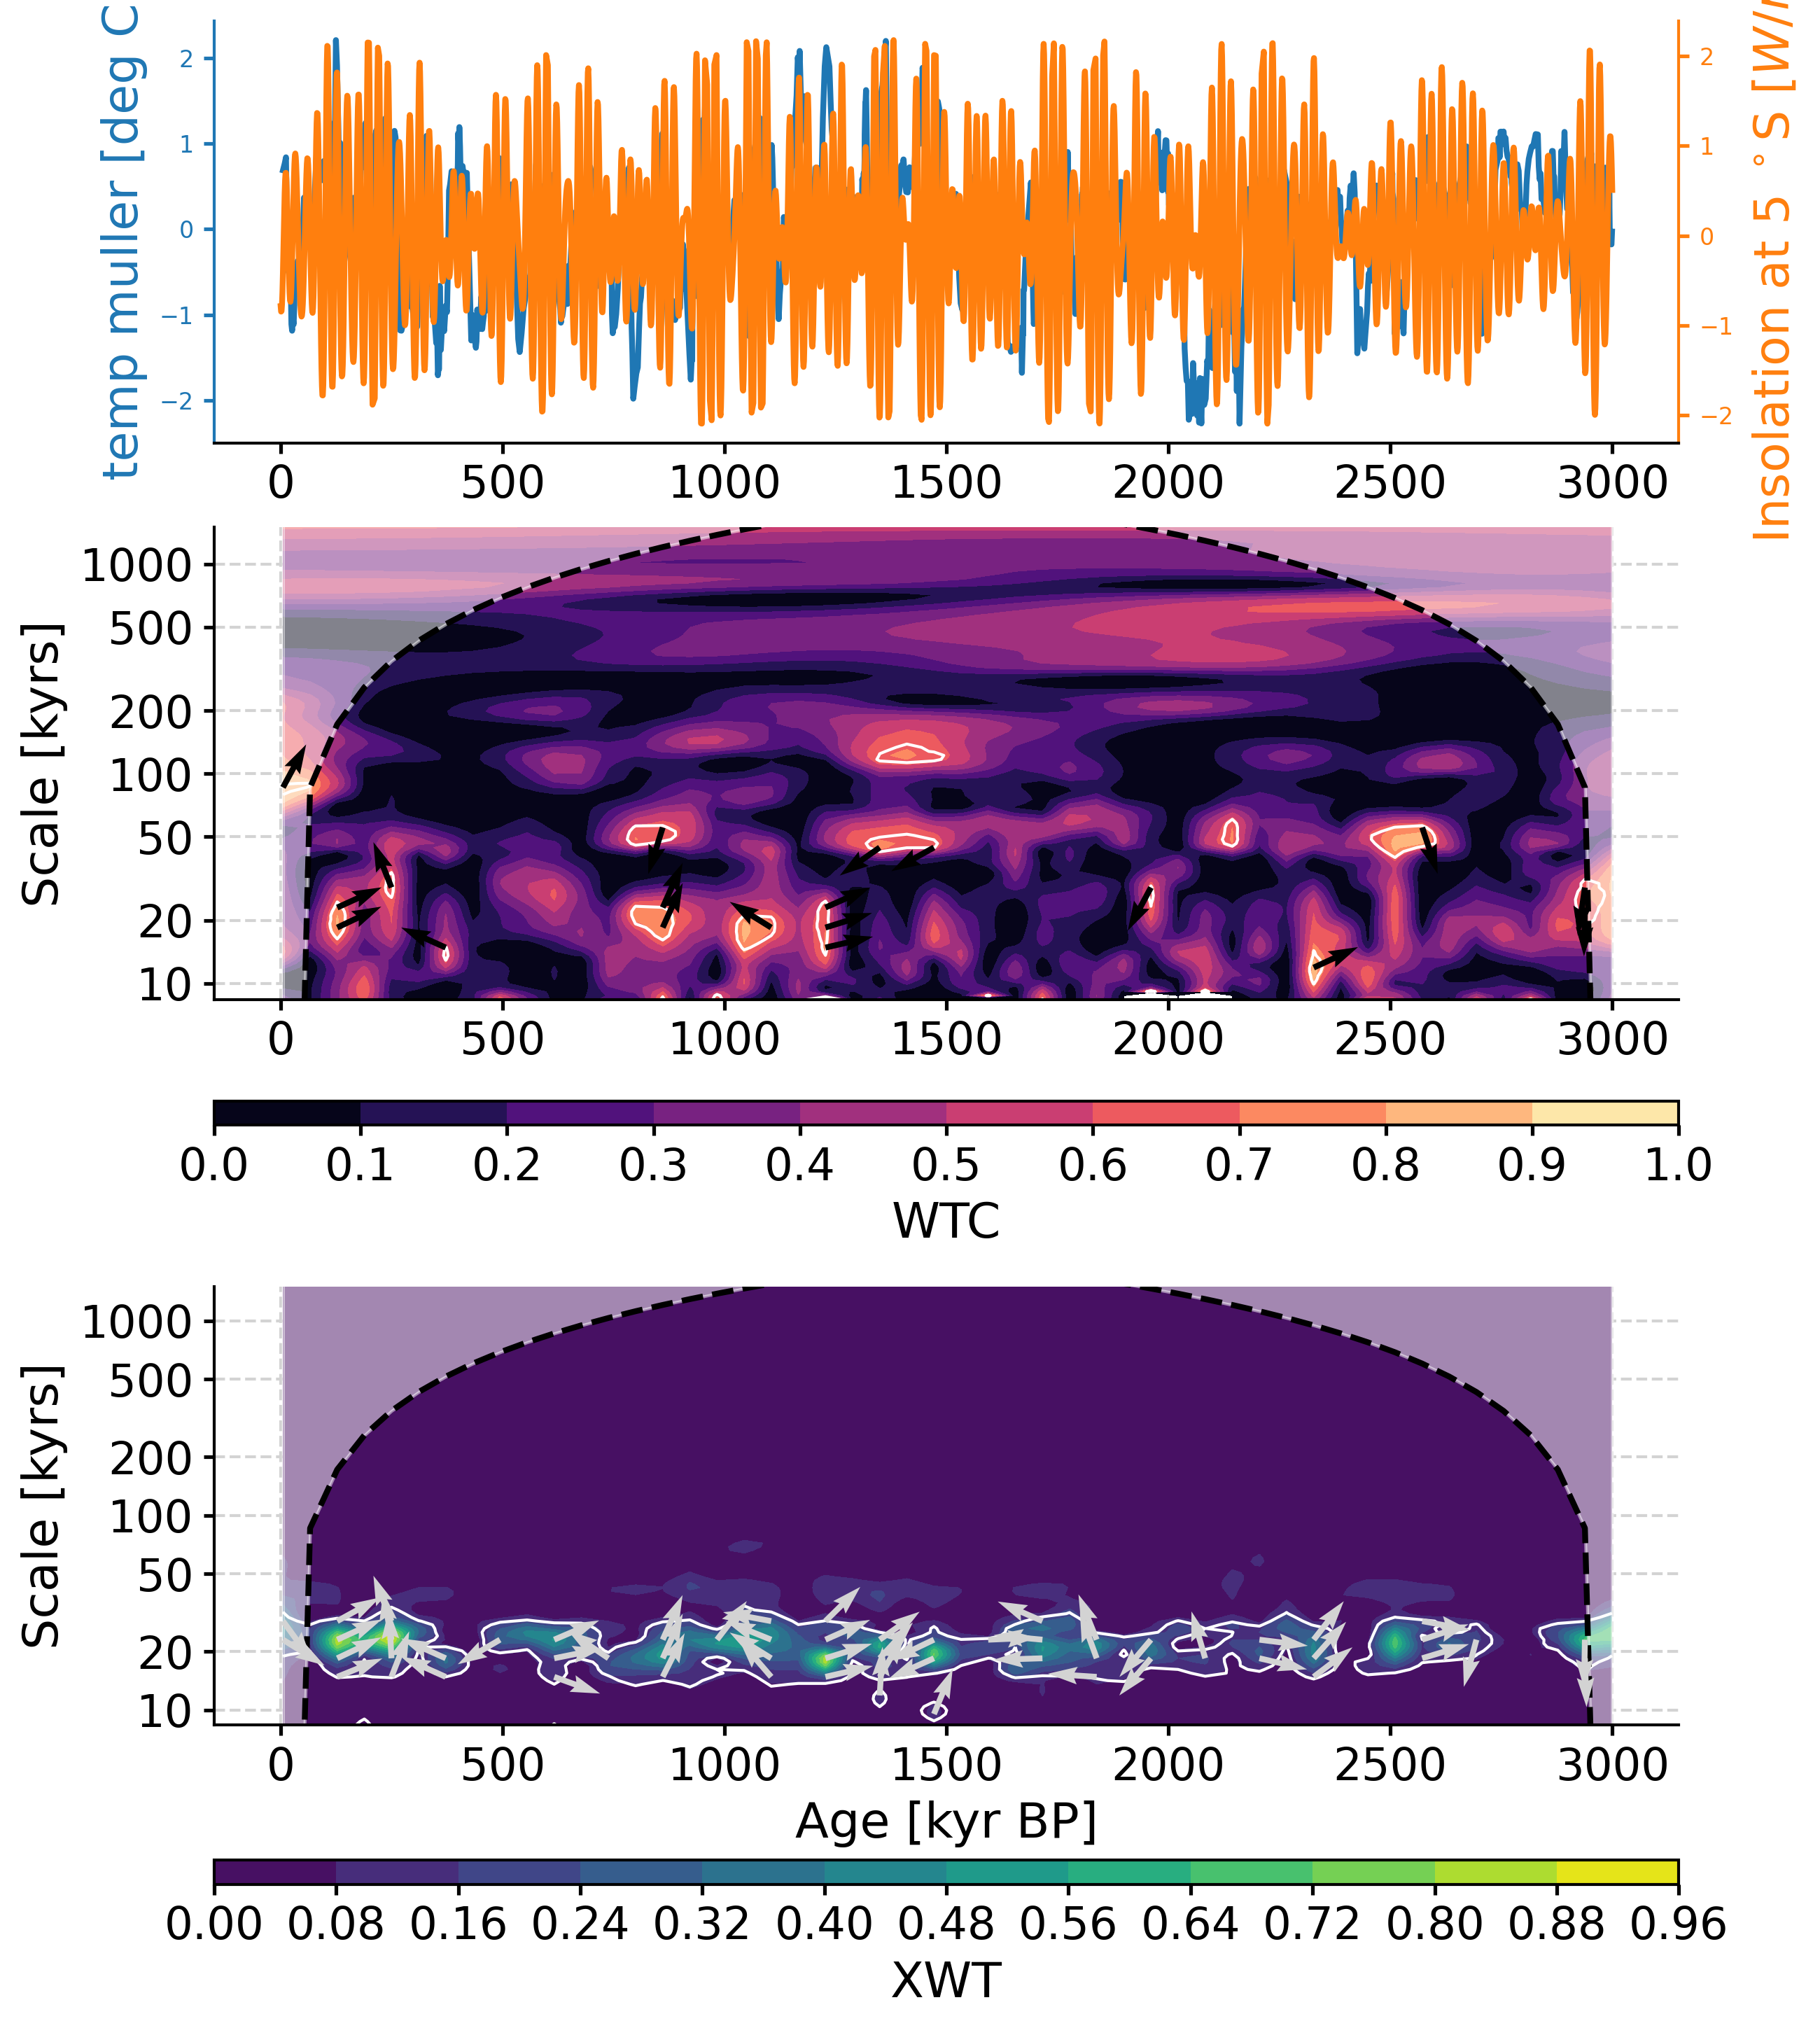 temp muller [deg C
Insolation at 5 ° S [W/
2
1
0
−1
−2
2
1
0
−1
−2
0 500 1000 1500 2000 2500 3000
Scale [kyrs]
1000
500
200
100
50
20
10
0 500 1000 1500 2000 2500 3000
0.0 0.1 0.2 0.3 0.4 0.5 0.6 0.7 0.8 0.9 1.0
WTC
Scale [kyrs]
1000
500
200
100
50
20
10
0 500 1000 1500 2000 2500 3000
Age [kyr BP]
0.00 0.08 0.16 0.24 0.32 0.40 0.48 0.56 0.64 0.72 0.80 0.88 0.96
XWT